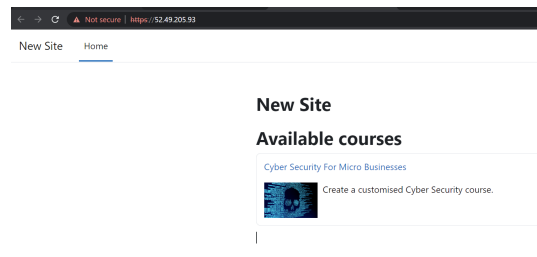 Not secure | https://52.49.205.93
New Site Home
New Site
Available courses
Cyber Security For Micro Businesses
Create a customised Cyber Security course.